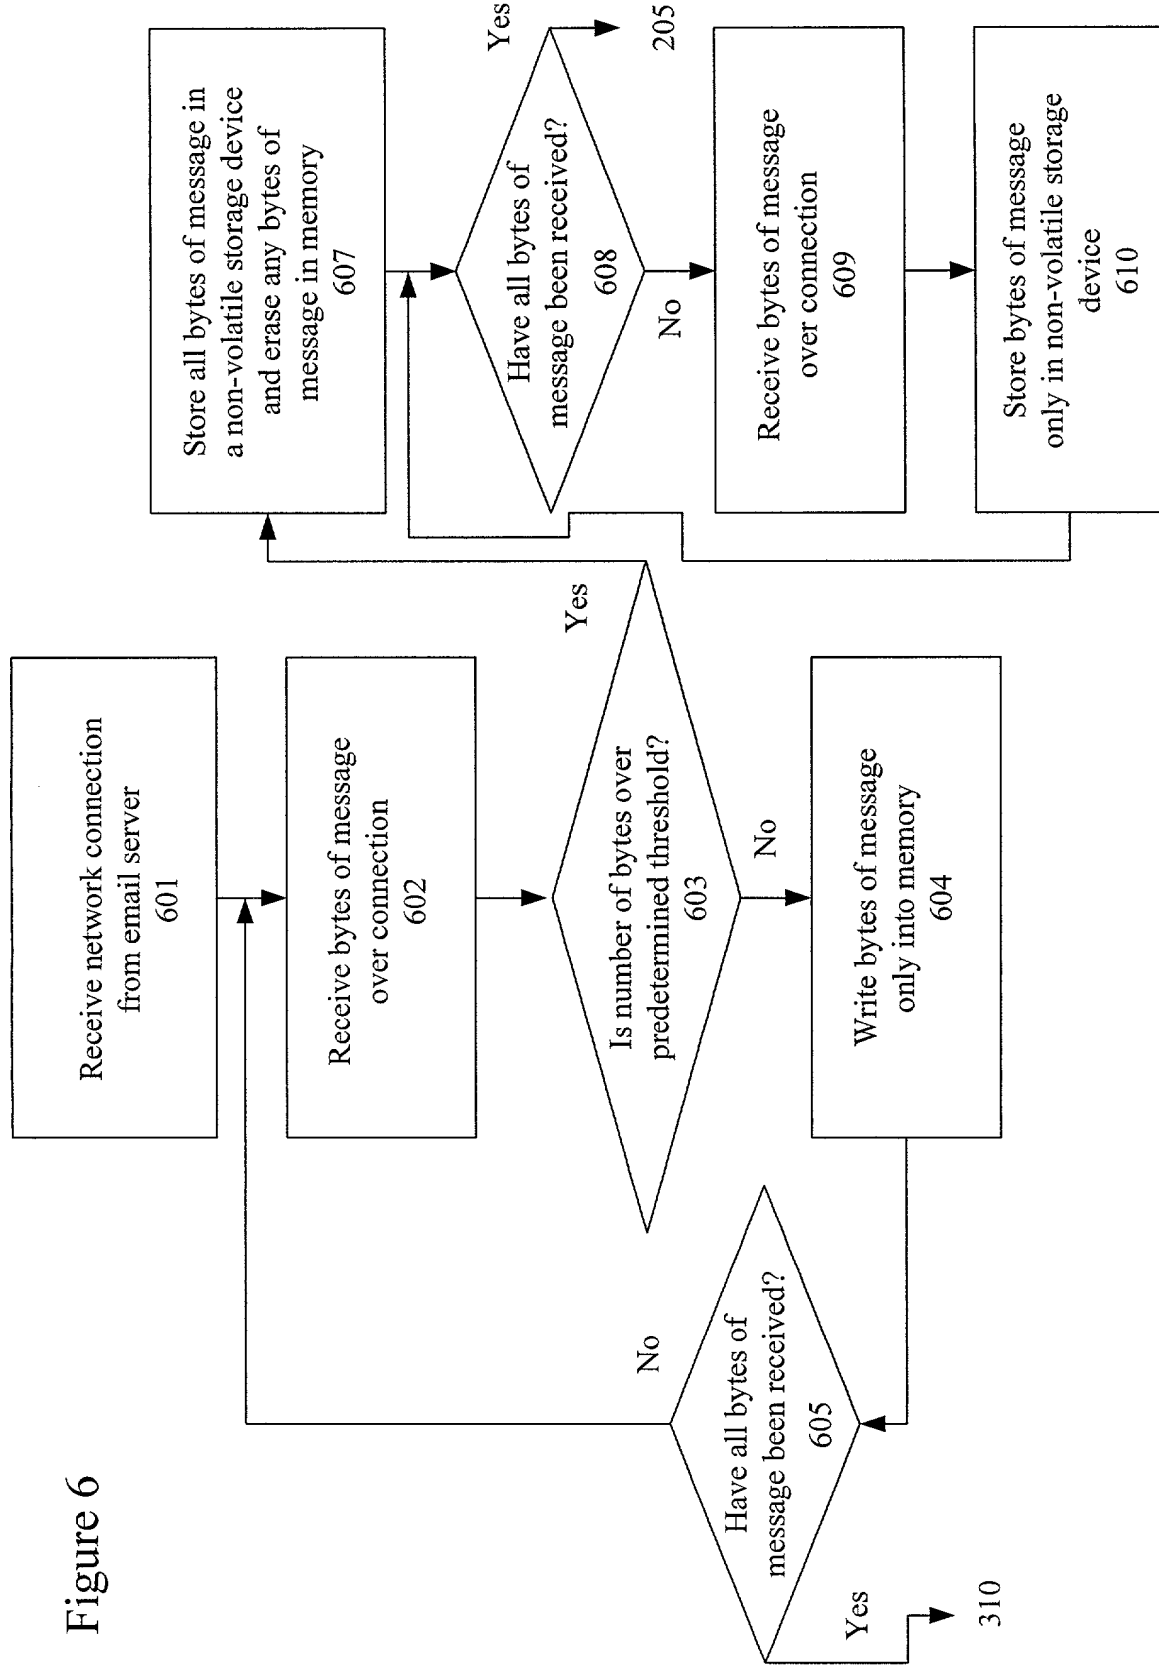 Figure 6
Receive network connection
from email server
601
Receive bytes of message
over connection
602
Is number of bytes over
predetermined threshold?
603
Yes
No
Write bytes of message
only into memory
604
Have all bytes of
message been received?
605
No
Yes
310
Store all bytes of message in
a non-volatile storage device
and erase any bytes of
message in memory
607
Have all bytes of
message been received?
608
Yes
205
No
Receive bytes of message
over connection
609
Store bytes of message
only in non-volatile storage
device
610